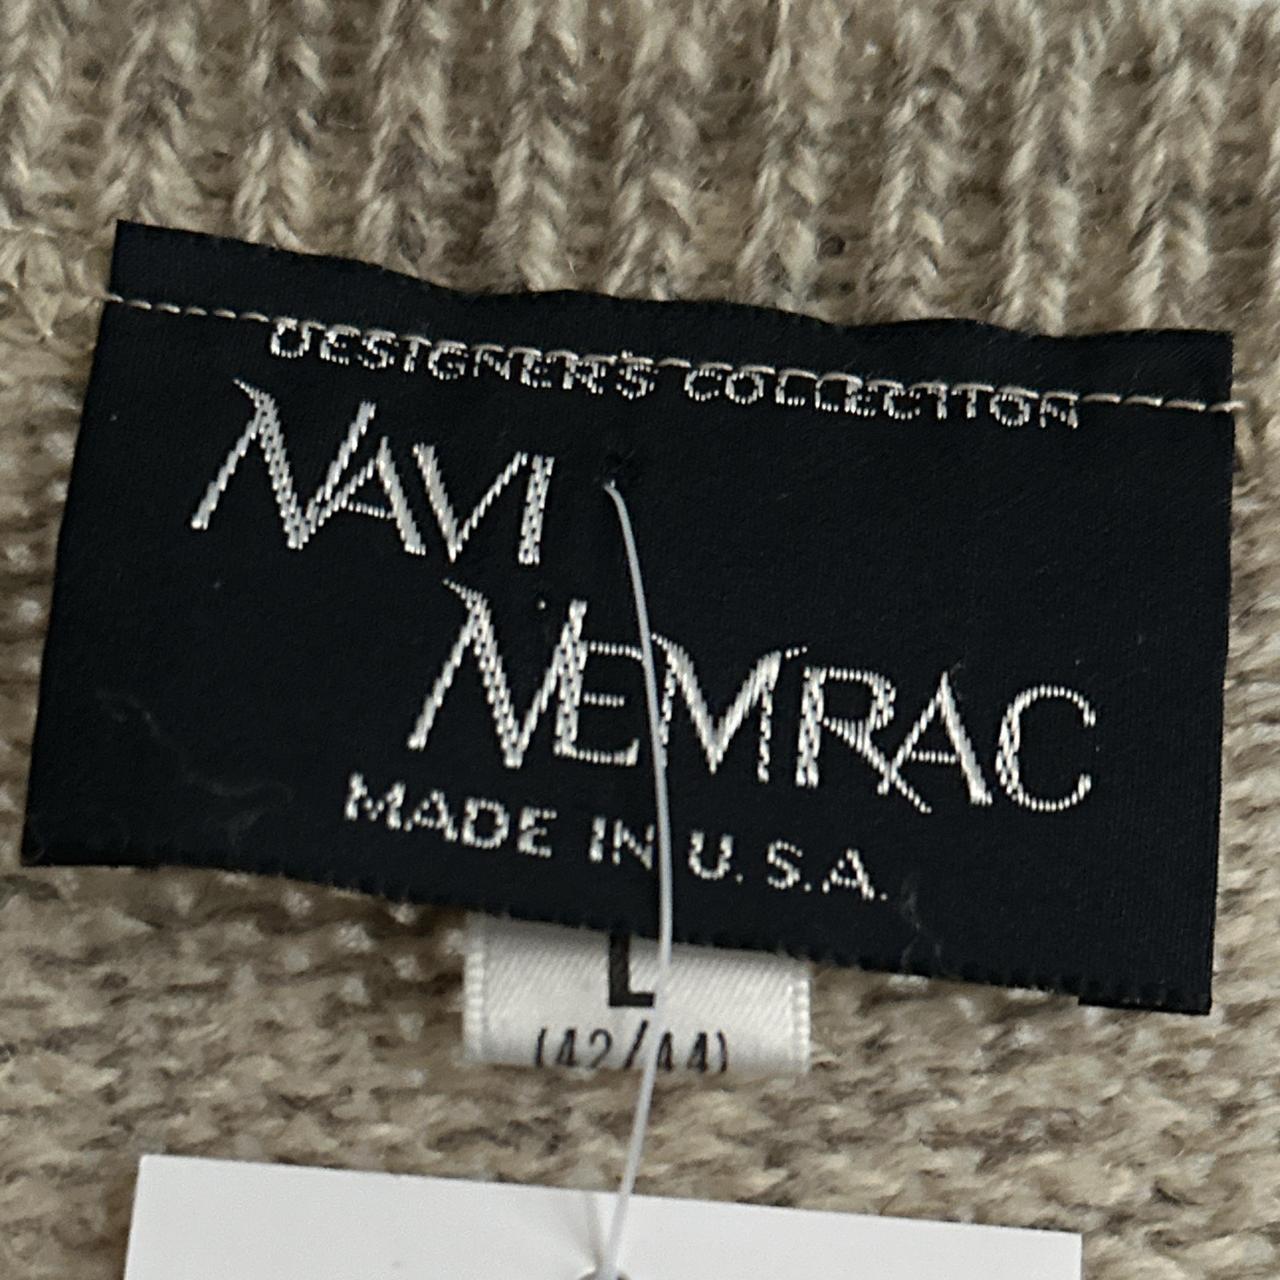 DESIGNER'S COLLECTION
NAVI
NEMRAC
MADE IN U.S.A.
L
(42/44)